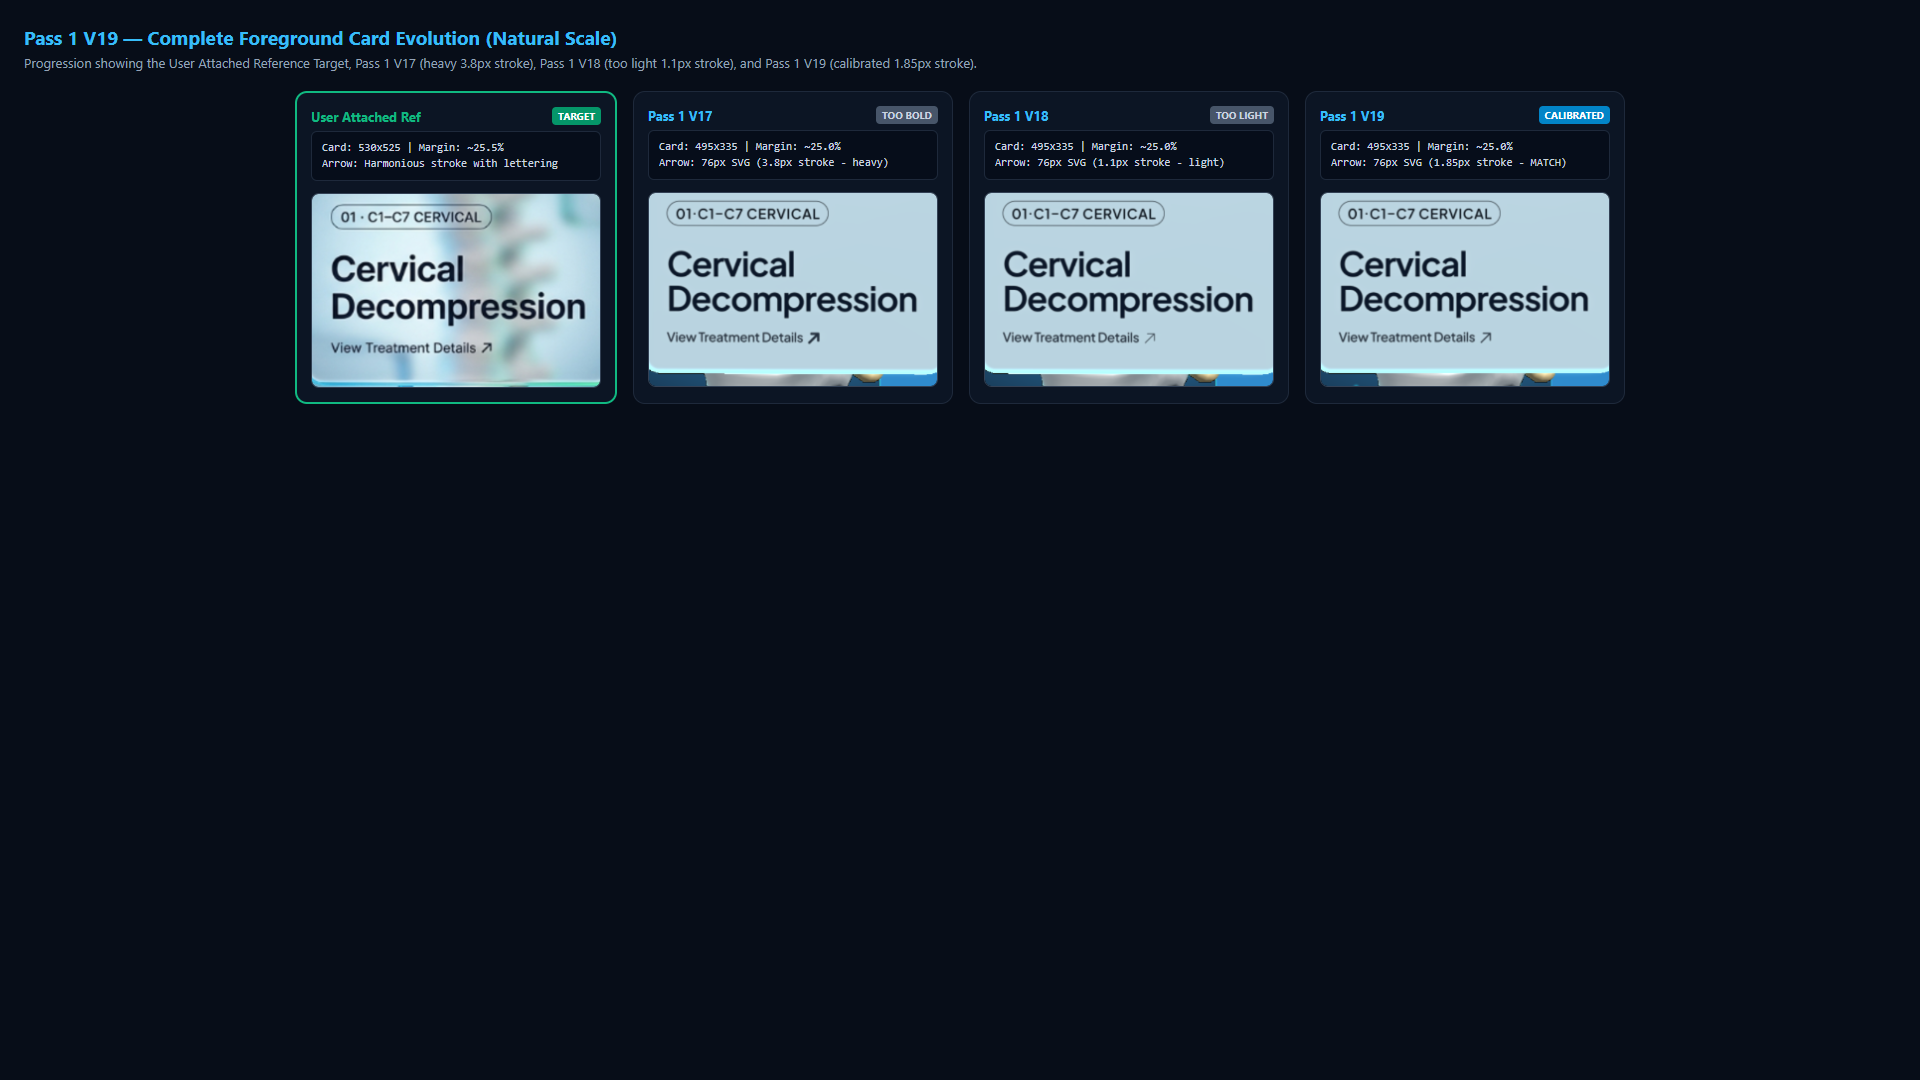 Pass 1 V19 — Complete Foreground Card Evolution (Natural Scale)
Progression showing the User Attached Reference Target, Pass 1 V17 (heavy 3.8px stroke), Pass 1 V18 (too light 1.1px stroke), and Pass 1 V19 (calibrated 1.85px stroke).
User Attached Ref
TARGET
Card: 530x525 | Margin: ~25.5%
Arrow: Harmonious stroke with lettering
01 · C1–C7 CERVICAL
Cervical
Decompression
View Treatment Details ↗
Pass 1 V17
TOO BOLD
Card: 495x335 | Margin: ~25.0%
Arrow: 76px SVG (3.8px stroke - heavy)
01·C1–C7 CERVICAL
Cervical
Decompression
View Treatment Details ↗
Pass 1 V18
TOO LIGHT
Card: 495x335 | Margin: ~25.0%
Arrow: 76px SVG (1.1px stroke - light)
01·C1–C7 CERVICAL
Cervical
Decompression
View Treatment Details ↗
Pass 1 V19
CALIBRATED
Card: 495x335 | Margin: ~25.0%
Arrow: 76px SVG (1.85px stroke - MATCH)
01·C1–C7 CERVICAL
Cervical
Decompression
View Treatment Details ↗